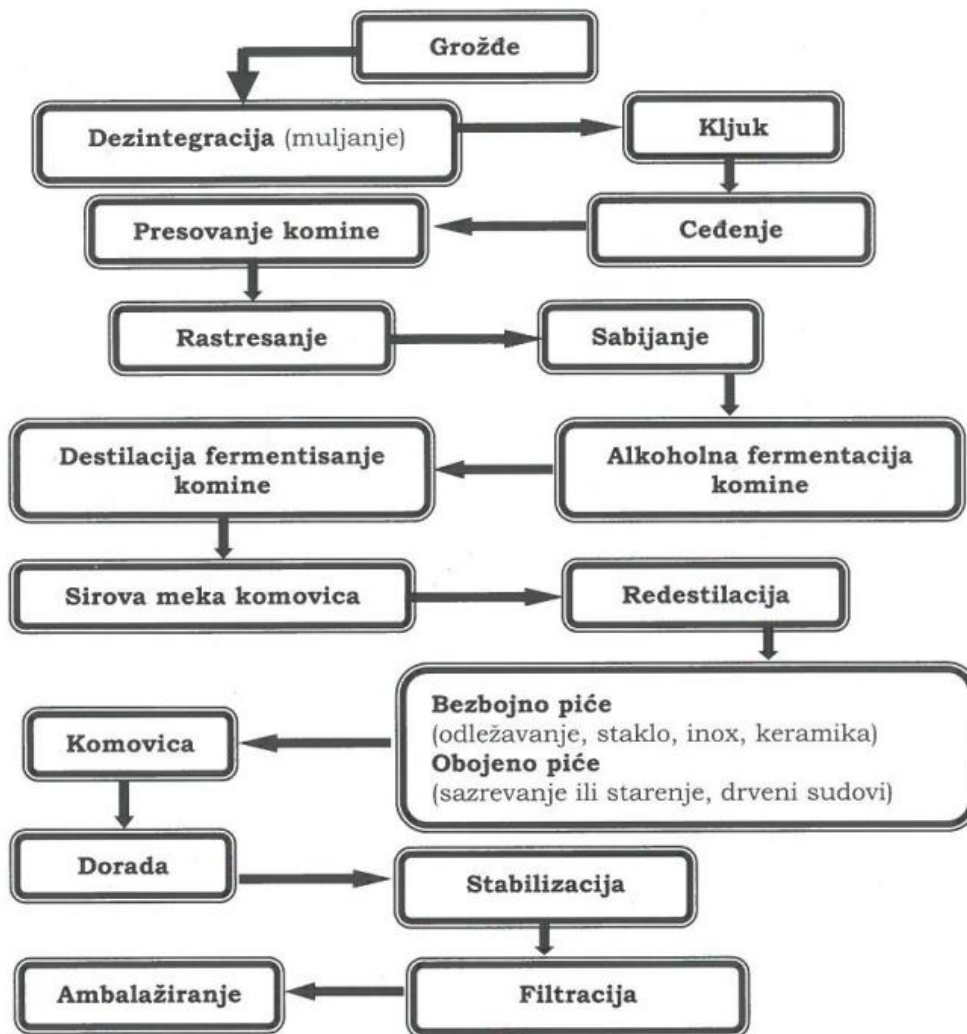 Grožđe
Dezintegracija (muljanje)
Kljuk
Presovanje komine
Ceđenje
Rastresanje
Sabijanje
Destilacija fermentisanje
komine
Alkoholna fermentacija
komine
Sirova meka komovica
Redestilacija
Bezbojno piće
(odležavanje, staklo, inox, keramika)
Obojeno piće
(sazrevanje ili starenje, drveni sudovi)
Komovica
Dorada
Stabilizacija
Ambalažiranje
Filtracija